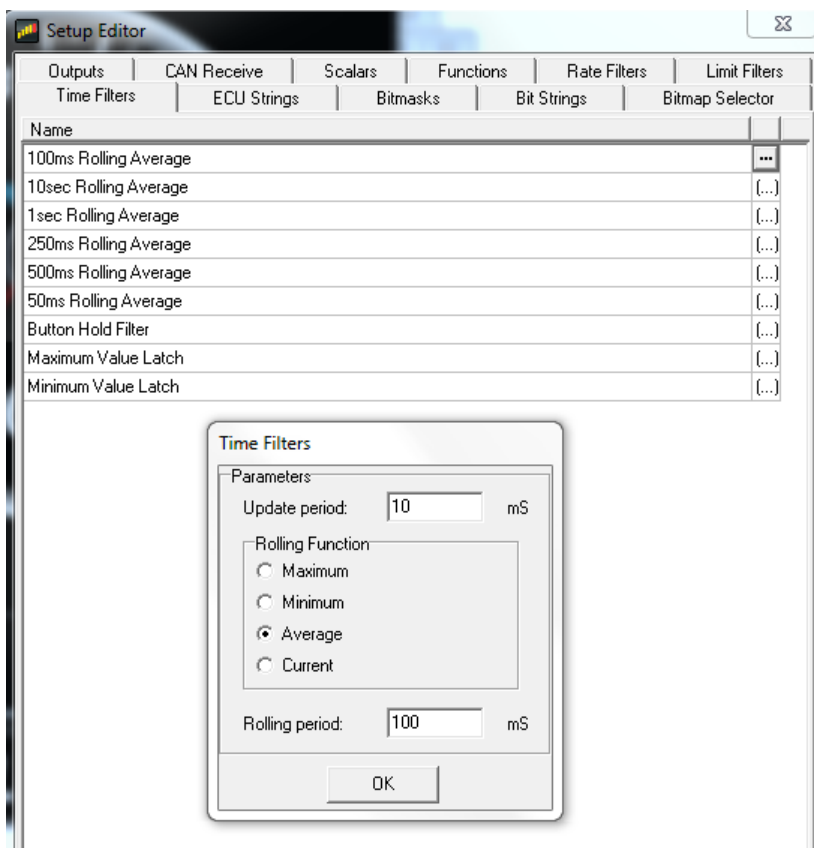 Setup Editor
Outputs CAN Receive Scalars Functions Rate Filters Limit Filters
Time Filters ECU Strings Bitmasks Bit Strings Bitmap Selector
Name
100ms Rolling Average ...
10sec Rolling Average (...)
1sec Rolling Average (...)
250ms Rolling Average (...)
500ms Rolling Average (...)
50ms Rolling Average (...)
Button Hold Filter (...)
Maximum Value Latch (...)
Minimum Value Latch (...)
Time Filters
Parameters
Update period: 10 mS
Rolling Function
Maximum
Minimum
Average
Current
Rolling period: 100 mS
OK